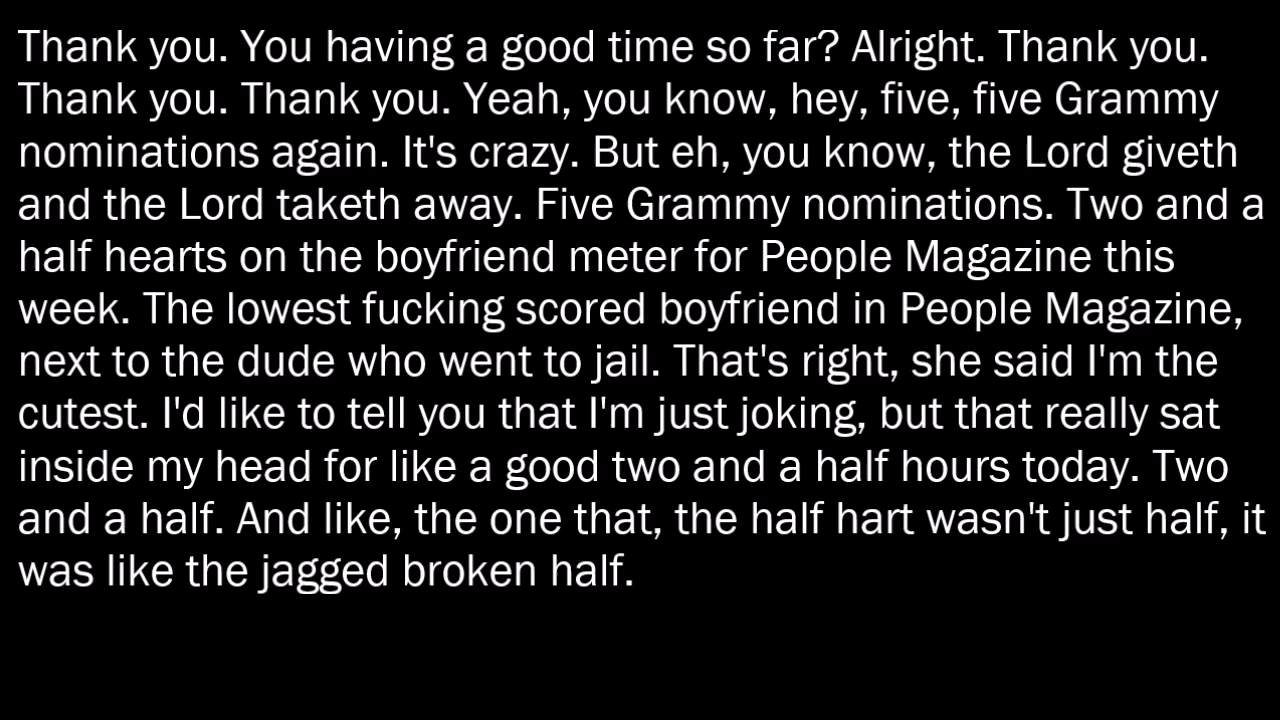 Thank you. You having a good time so far? Alright. Thank you.
Thank you. Thank you. Yeah, you know, hey, five, five Grammy
nominations again. It's crazy. But eh, you know, the Lord giveth
and the Lord taketh away. Five Grammy nominations. Two and a
half hearts on the boyfriend meter for People Magazine this
week. The lowest fucking scored boyfriend in People Magazine,
next to the dude who went to jail. That's right, she said I'm the
cutest. I'd like to tell you that I'm just joking, but that really sat
inside my head for like a good two and a half hours today. Two
and a half. And like, the one that, the half hart wasn't just half, it
was like the jagged broken half.